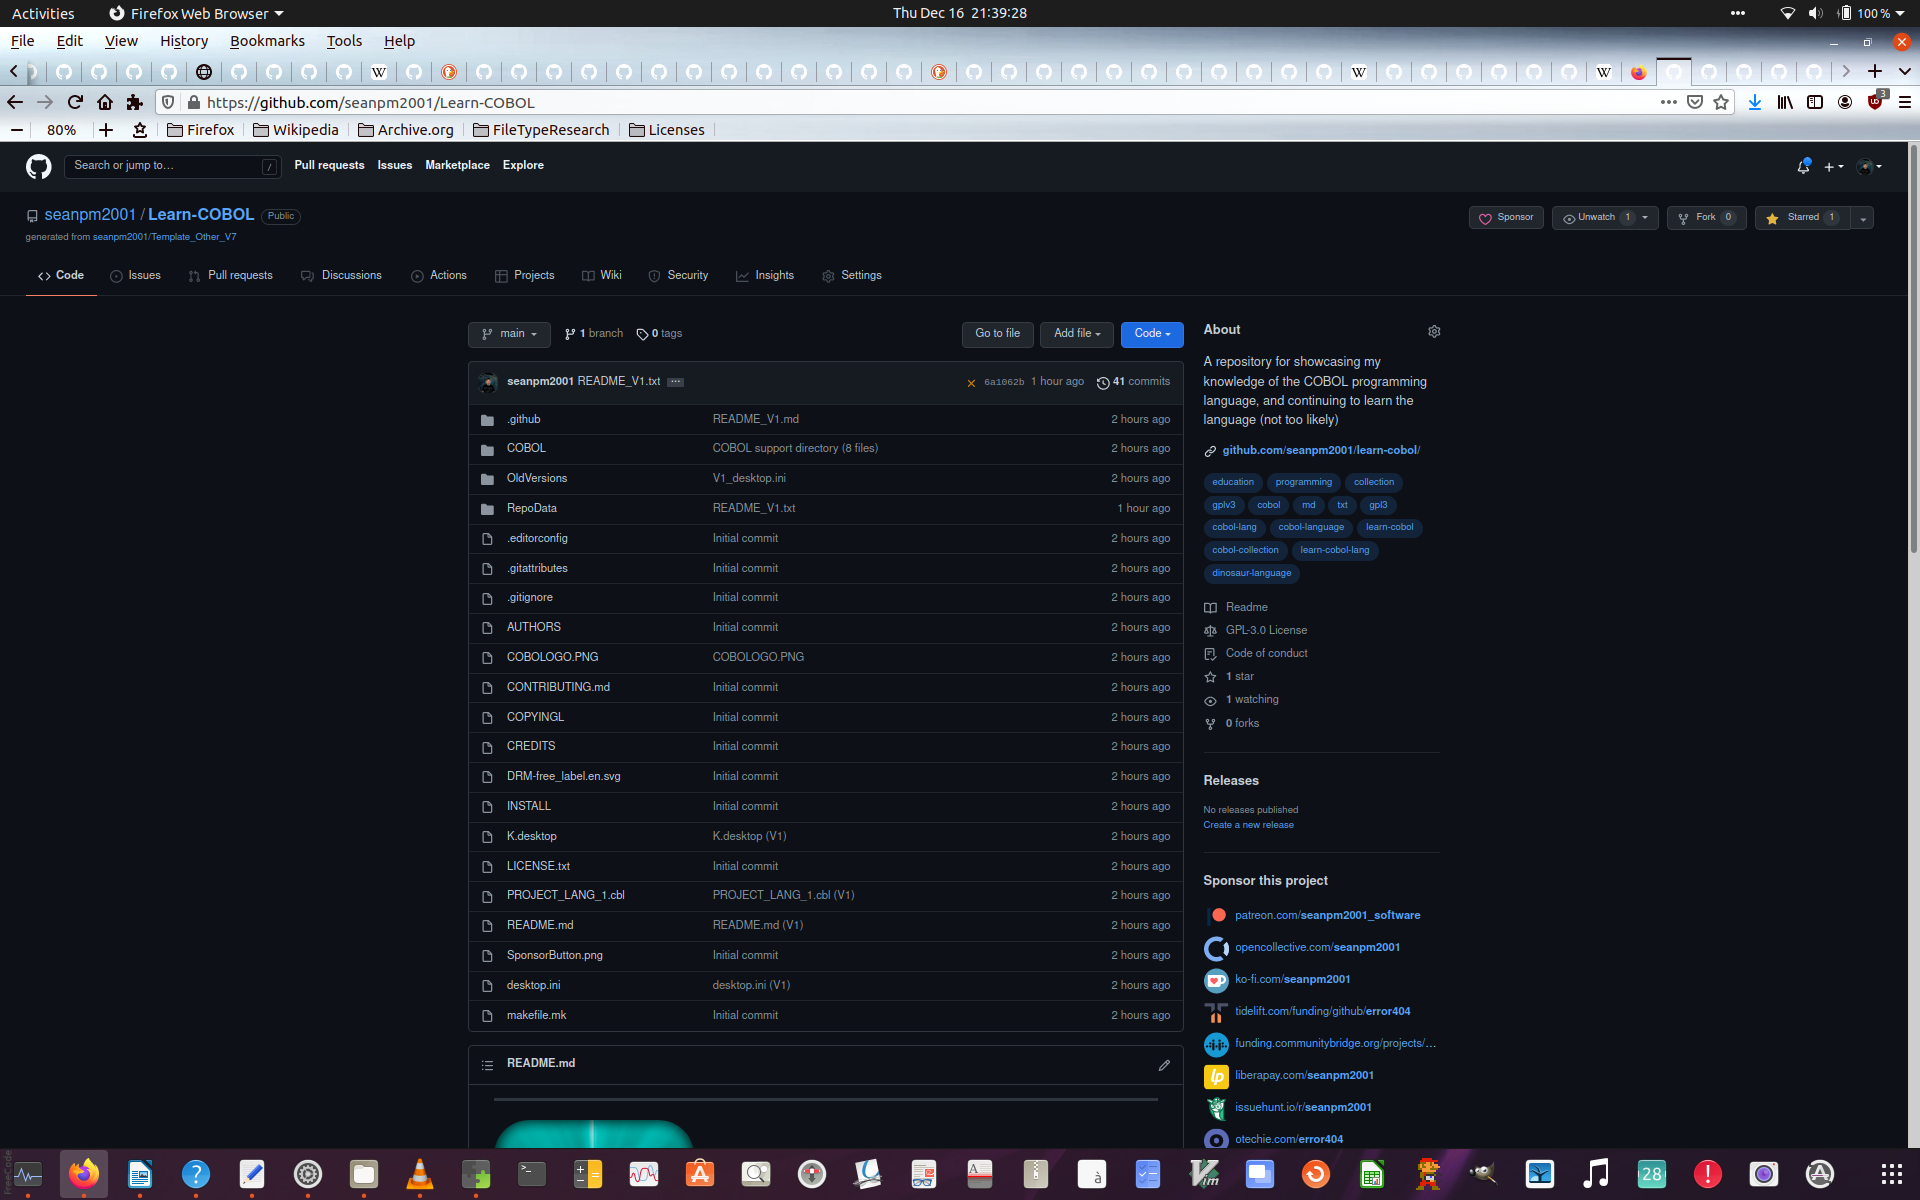 Activities Firefox Web Browser Thu Dec 16 21:39:28 100 %
File Edit View History Bookmarks Tools Help
https://github.com/seanpm2001/Learn-COBOL 3
80% Firefox Wikipedia Archive.org FileTypeResearch Licenses
Search or jump to… / Pull requests Issues Marketplace Explore
seanpm2001 / Learn-COBOL Public
Sponsor Unwatch 1 Fork 0 Starred 1
generated from seanpm2001/Template_Other_V7
Code Issues Pull requests Discussions Actions Projects Wiki Security Insights Settings
main 1 branch 0 tags Go to file Add file Code
seanpm2001 README_V1.txt ... 6a1062b 1 hour ago 41 commits
.github README_V1.md 2 hours ago
COBOL COBOL support directory (8 files) 2 hours ago
OldVersions V1_desktop.ini 2 hours ago
RepoData README_V1.txt 1 hour ago
.editorconfig Initial commit 2 hours ago
.gitattributes Initial commit 2 hours ago
.gitignore Initial commit 2 hours ago
AUTHORS Initial commit 2 hours ago
COBOLOGO.PNG COBOLOGO.PNG 2 hours ago
CONTRIBUTING.md Initial commit 2 hours ago
COPYINGL Initial commit 2 hours ago
CREDITS Initial commit 2 hours ago
DRM-free_label.en.svg Initial commit 2 hours ago
INSTALL Initial commit 2 hours ago
K.desktop K.desktop (V1) 2 hours ago
LICENSE.txt Initial commit 2 hours ago
PROJECT_LANG_1.cbl PROJECT_LANG_1.cbl (V1) 2 hours ago
README.md README.md (V1) 2 hours ago
SponsorButton.png Initial commit 2 hours ago
desktop.ini desktop.ini (V1) 2 hours ago
makefile.mk Initial commit 2 hours ago
README.md
About
A repository for showcasing my
knowledge of the COBOL programming
language, and continuing to learn the
language (not too likely)
github.com/seanpm2001/learn-cobol/
education programming collection
gplv3 cobol md txt gpl3
cobol-lang cobol-language learn-cobol
cobol-collection learn-cobol-lang
dinosaur-language
Readme
GPL-3.0 License
Code of conduct
1 star
1 watching
0 forks
Releases
No releases published
Create a new release
Sponsor this project
patreon.com/seanpm2001_software
opencollective.com/seanpm2001
ko-fi.com/seanpm2001
tidelift.com/funding/github/error404
funding.communitybridge.org/projects/…
liberapay.com/seanpm2001
issuehunt.io/r/seanpm2001
otechie.com/error404
28